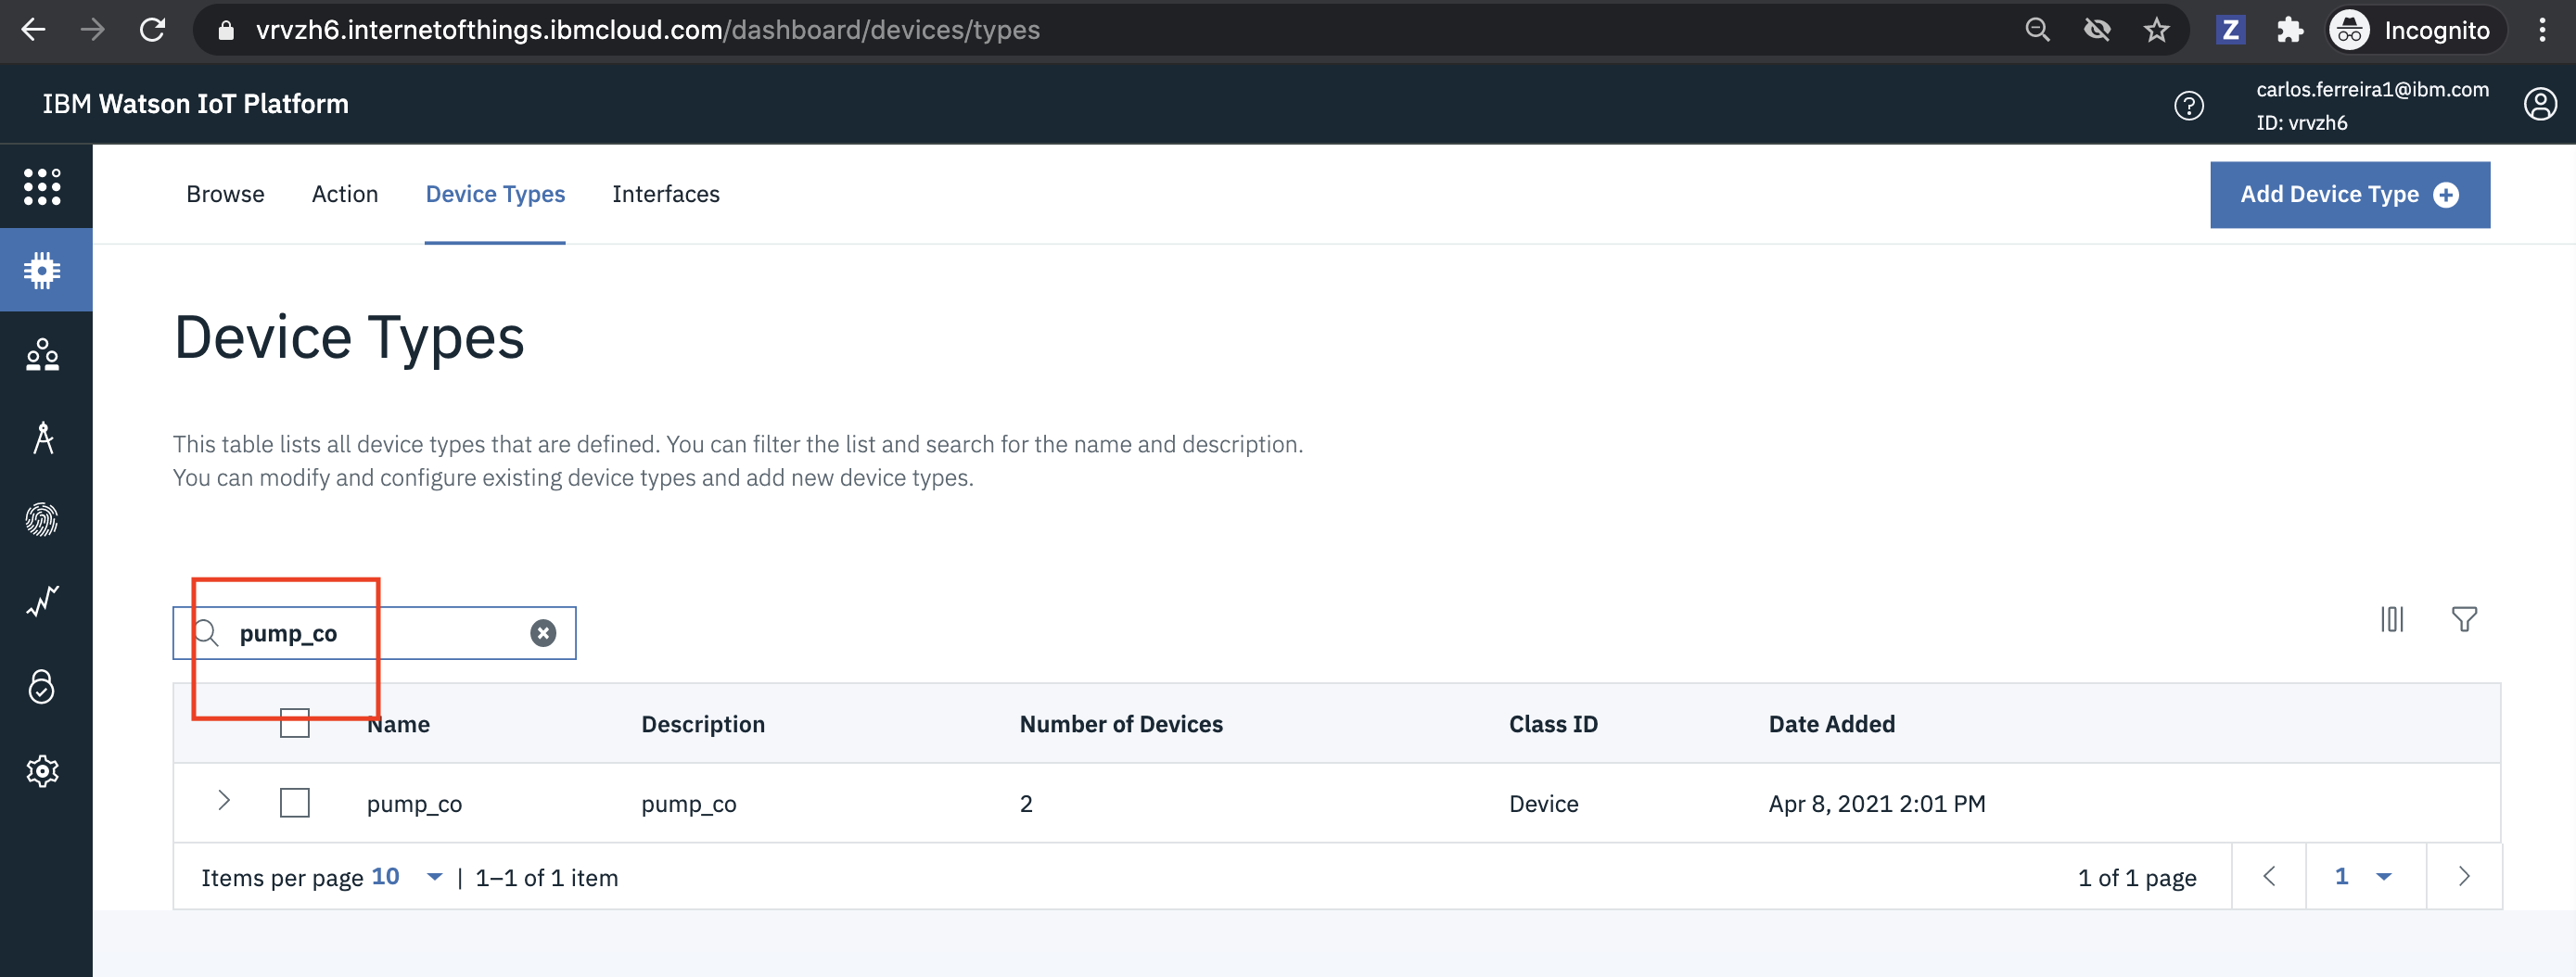 vrvzh6.internetofthings.ibmcloud.com/dashboard/devices/types
Z
Incognito
IBM Watson IoT Platform
?
carlos.ferreira1@ibm.com
ID: vrvzh6
Browse Action Device Types Interfaces
Add Device Type
Device Types
This table lists all device types that are defined. You can filter the list and search for the name and description.
You can modify and configure existing device types and add new device types.
pump_co
Name Description Number of Devices Class ID Date Added
pump_co pump_co 2 Device Apr 8, 2021 2:01 PM
Items per page 10 | 1–1 of 1 item 1 of 1 page 1